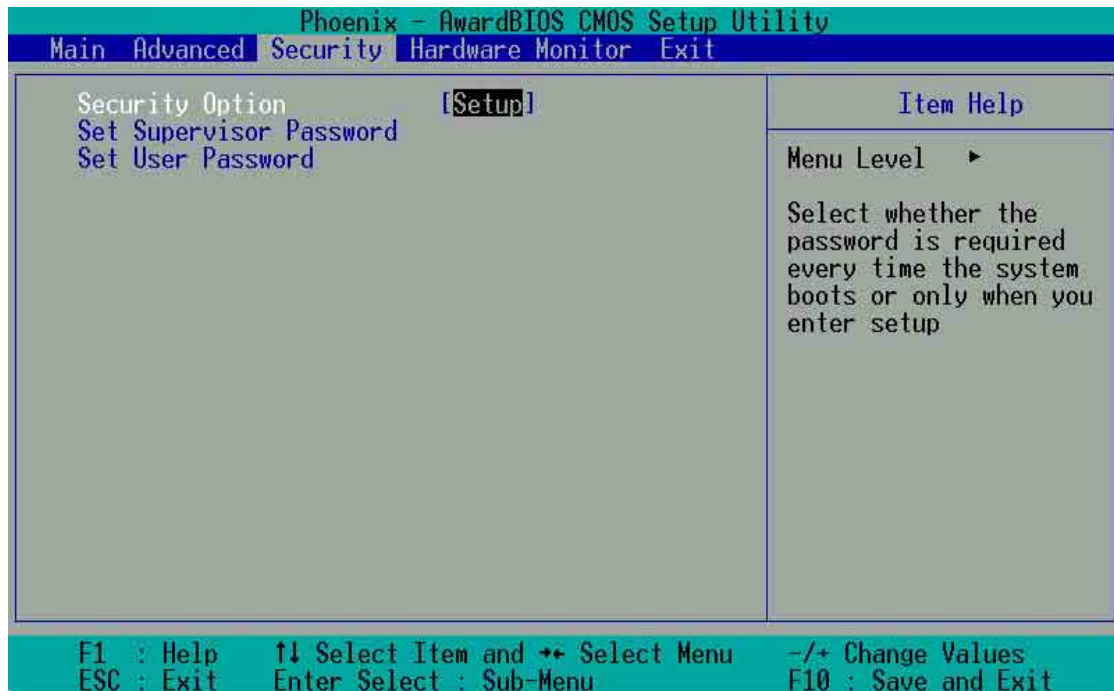 Phoenix - AwardBIOS CMOS Setup Utility
Main Advanced Security Hardware Monitor Exit
Security Option [Setup]
Set Supervisor Password
Set User Password
Item Help
Menu Level ►
Select whether the
password is required
every time the system
boots or only when you
enter setup
F1 : Help ↑↓ Select Item and →← Select Menu -/+ Change Values
ESC : Exit Enter Select : Sub-Menu F10 : Save and Exit